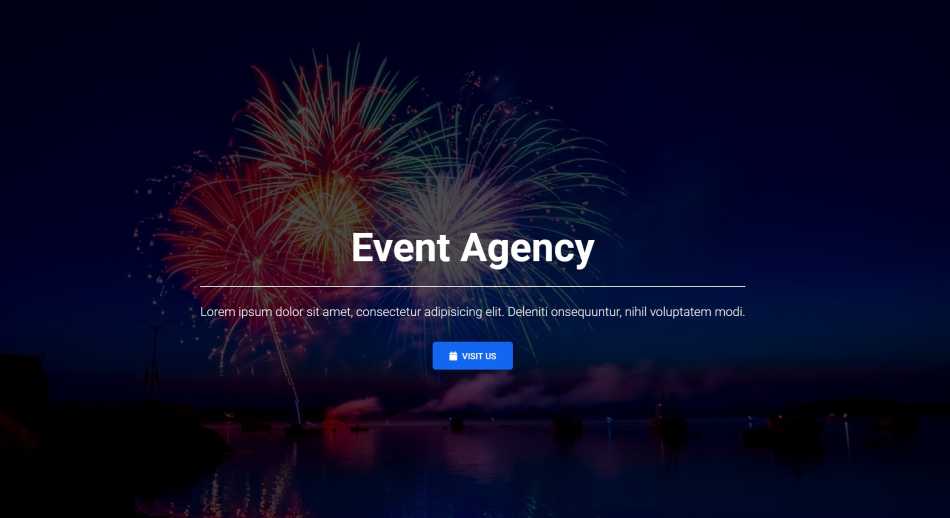 Event Agency
Lorem ipsum dolor sit amet, consectetur adipisicing elit. Deleniti onsequuntur, nihil voluptatem modi.
VISIT US